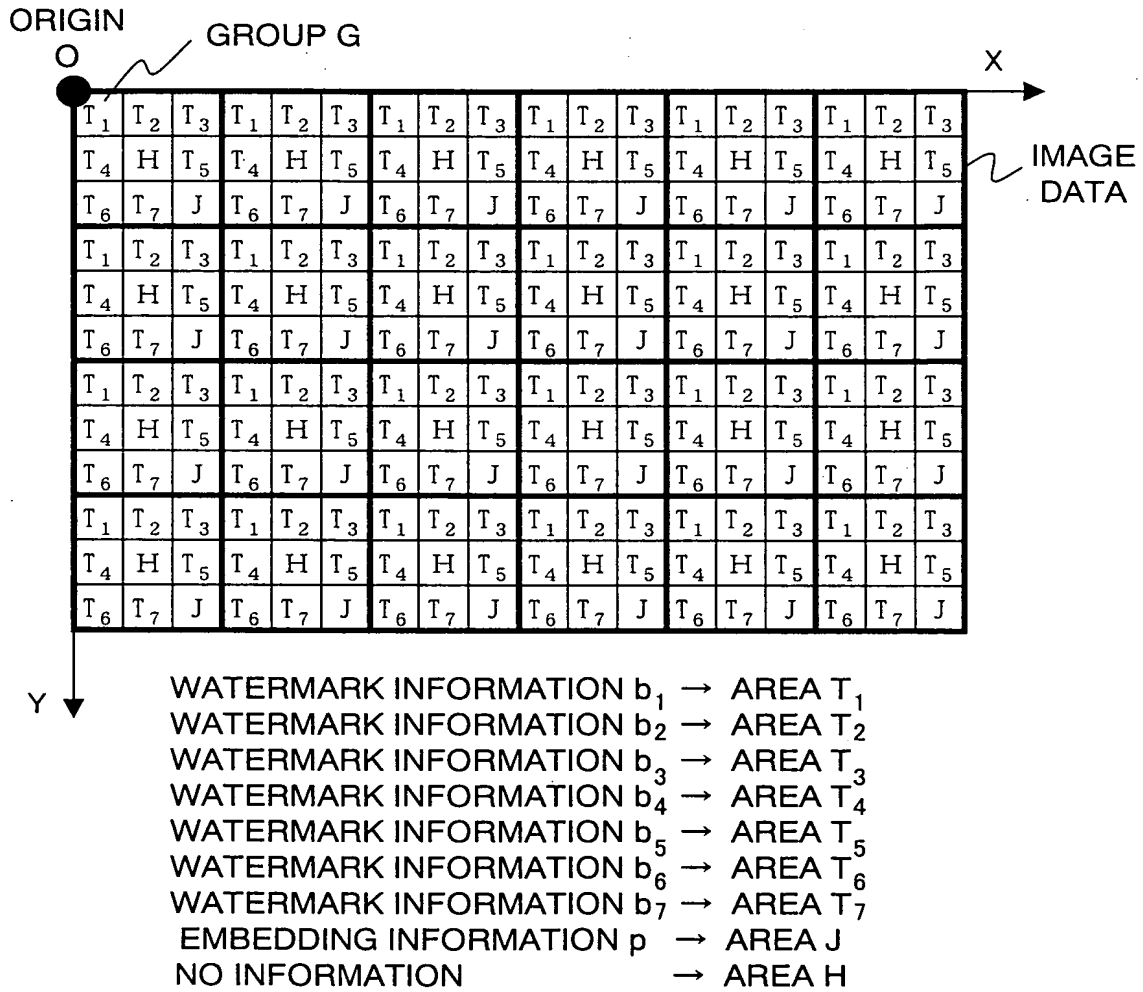 ORIGIN
O
GROUP G
X
T₁ T₂ T₃ T₁ T₂ T₃ T₁ T₂ T₃ T₁ T₂ T₃ T₁ T₂ T₃ T₁ T₂ T₃
T₄ H T₅ T₄ H T₅ T₄ H T₅ T₄ H T₅ T₄ H T₅ T₄ H T₅
T₆ T₇ J T₆ T₇ J T₆ T₇ J T₆ T₇ J T₆ T₇ J T₆ T₇ J
T₁ T₂ T₃ T₁ T₂ T₃ T₁ T₂ T₃ T₁ T₂ T₃ T₁ T₂ T₃ T₁ T₂ T₃
T₄ H T₅ T₄ H T₅ T₄ H T₅ T₄ H T₅ T₄ H T₅ T₄ H T₅
T₆ T₇ J T₆ T₇ J T₆ T₇ J T₆ T₇ J T₆ T₇ J T₆ T₇ J
T₁ T₂ T₃ T₁ T₂ T₃ T₁ T₂ T₃ T₁ T₂ T₃ T₁ T₂ T₃ T₁ T₂ T₃
T₄ H T₅ T₄ H T₅ T₄ H T₅ T₄ H T₅ T₄ H T₅ T₄ H T₅
T₆ T₇ J T₆ T₇ J T₆ T₇ J T₆ T₇ J T₆ T₇ J T₆ T₇ J
T₁ T₂ T₃ T₁ T₂ T₃ T₁ T₂ T₃ T₁ T₂ T₃ T₁ T₂ T₃ T₁ T₂ T₃
T₄ H T₅ T₄ H T₅ T₄ H T₅ T₄ H T₅ T₄ H T₅ T₄ H T₅
T₆ T₇ J T₆ T₇ J T₆ T₇ J T₆ T₇ J T₆ T₇ J T₆ T₇ J
IMAGE
DATA
Y
WATERMARK INFORMATION b₁ → AREA T₁
WATERMARK INFORMATION b₂ → AREA T₂
WATERMARK INFORMATION b₃ → AREA T₃
WATERMARK INFORMATION b₄ → AREA T₄
WATERMARK INFORMATION b₅ → AREA T₅
WATERMARK INFORMATION b₆ → AREA T₆
WATERMARK INFORMATION b₇ → AREA T₇
EMBEDDING INFORMATION p → AREA J
NO INFORMATION → AREA H